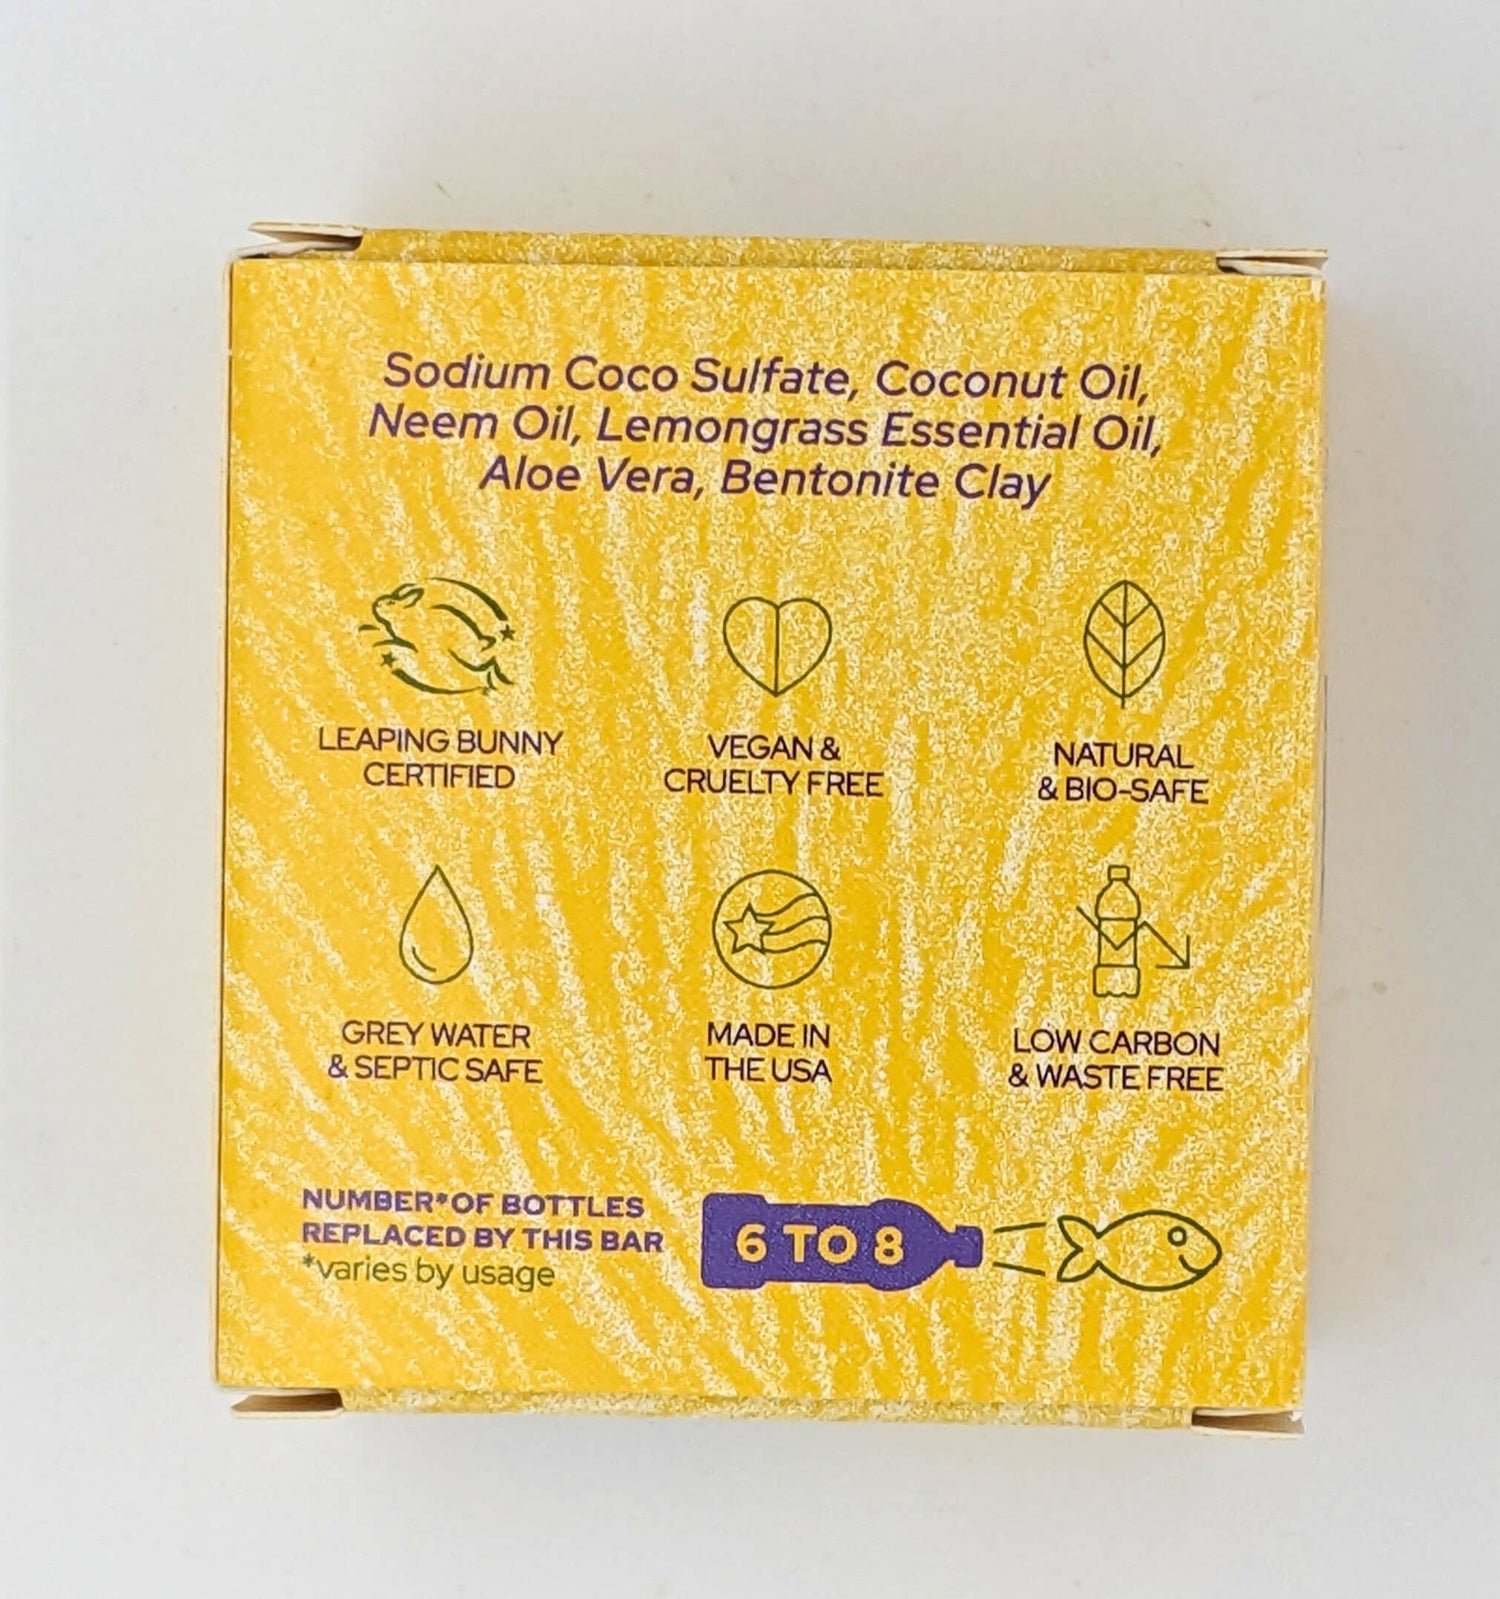 Sodium Coco Sulfate, Coconut Oil,
Neem Oil, Lemongrass Essential Oil,
Aloe Vera, Bentonite Clay
LEAPING BUNNY
CERTIFIED
VEGAN &
CRUELTY FREE
NATURAL
& BIO-SAFE
GREY WATER
& SEPTIC SAFE
MADE IN
THE USA
LOW CARBON
& WASTE FREE
NUMBER*OF BOTTLES
REPLACED BY THIS BAR
*varies by usage
6 TO 8